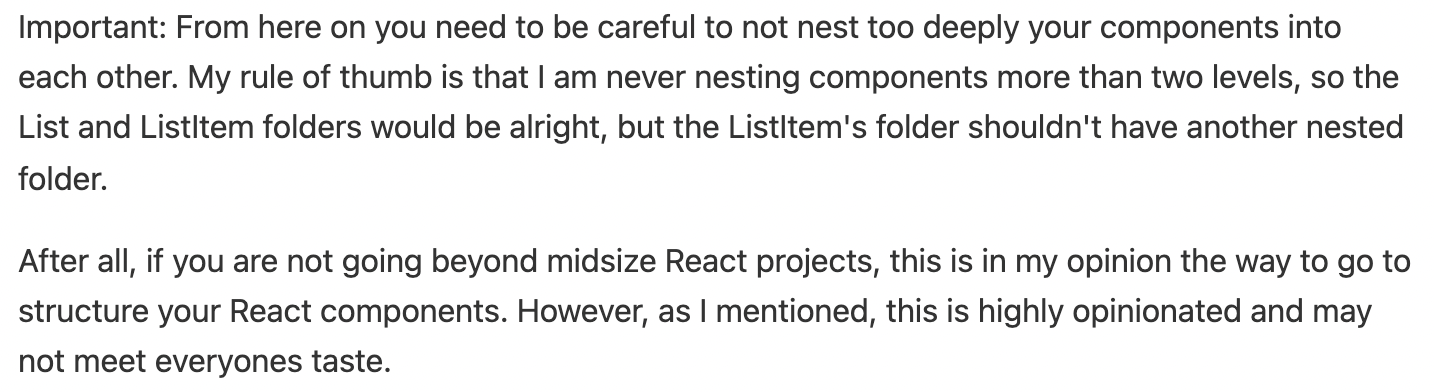 Important: From here on you need to be careful to not nest too deeply your components into
each other. My rule of thumb is that I am never nesting components more than two levels, so the
List and ListItem folders would be alright, but the ListItem's folder shouldn't have another nested
folder.
After all, if you are not going beyond midsize React projects, this is in my opinion the way to go to
structure your React components. However, as I mentioned, this is highly opinionated and may
not meet everyones taste.